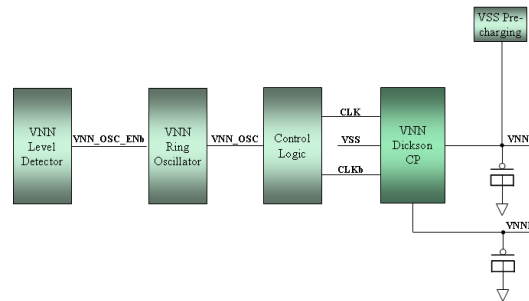 VSS Pre-
charging
VNN
Level
Detector
VNN_OSC_ENb
VNN
Ring
Oscillator
VNN_OSC
Control
Logic
CLK
VSS
CLKb
VNN
Dickson
CP
VNN